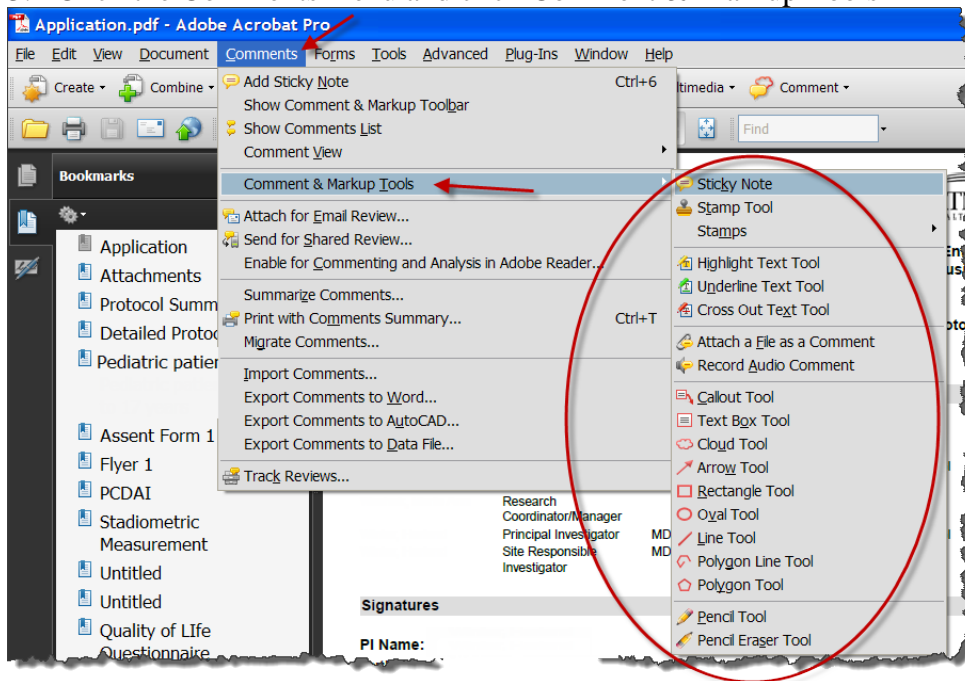 Application.pdf - Adobe Acrobat Pro
File Edit View Document Comments Forms Tools Advanced Plug-Ins Window Help
Create Combine
Comment
Find
Add Sticky Note Ctrl+6
Show Comment & Markup Toolbar
Show Comments List
Comment View
Comment & Markup Tools
Attach for Email Review...
Send for Shared Review...
Enable for Commenting and Analysis in Adobe Reader...
Summarize Comments...
Print with Comments Summary... Ctrl+T
Migrate Comments...
Import Comments...
Export Comments to Word...
Export Comments to AutoCAD...
Export Comments to Data File...
Track Reviews...
Sticky Note
Stamp Tool
Stamps
Highlight Text Tool
Underline Text Tool
Cross Out Text Tool
Attach a File as a Comment
Record Audio Comment
Callout Tool
Text Box Tool
Cloud Tool
Arrow Tool
Rectangle Tool
Oval Tool
Line Tool
Polygon Line Tool
Polygon Tool
Pencil Tool
Pencil Eraser Tool
Bookmarks
Application
Attachments
Protocol Summ
Detailed Protoc
Pediatric patier
Assent Form 1
Flyer 1
PCDAI
Stadiometric
Measurement
Untitled
Untitled
Quality of LIfe
Questionnaire
Research
Coordinator/Manager
Principal Investigator MD
Site Responsible MD
Investigator
Signatures
PI Name: